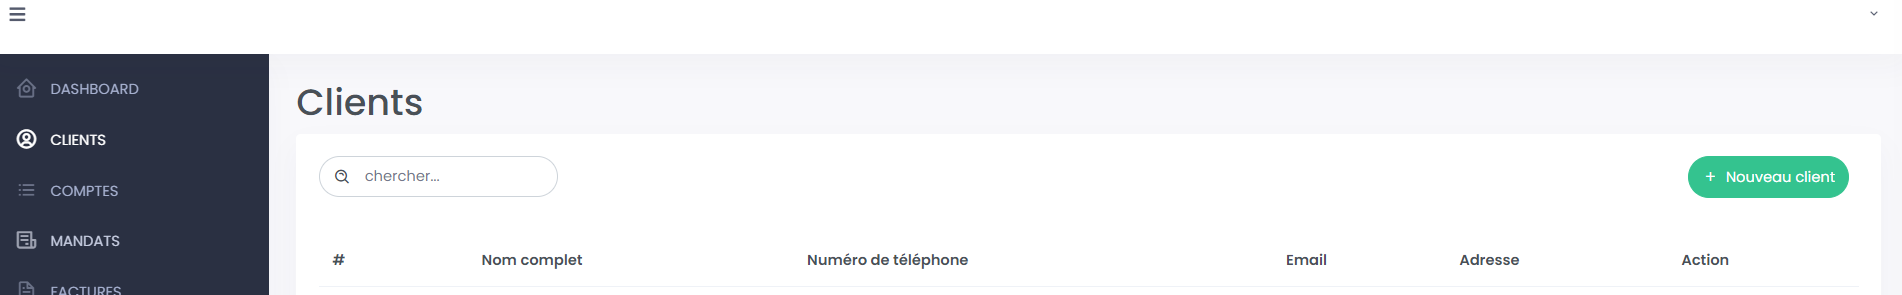 DASHBOARD
CLIENTS
COMPTES
MANDATS
FACTURES
Clients
chercher...
+ Nouveau client
# Nom complet Numéro de téléphone Email Adresse Action